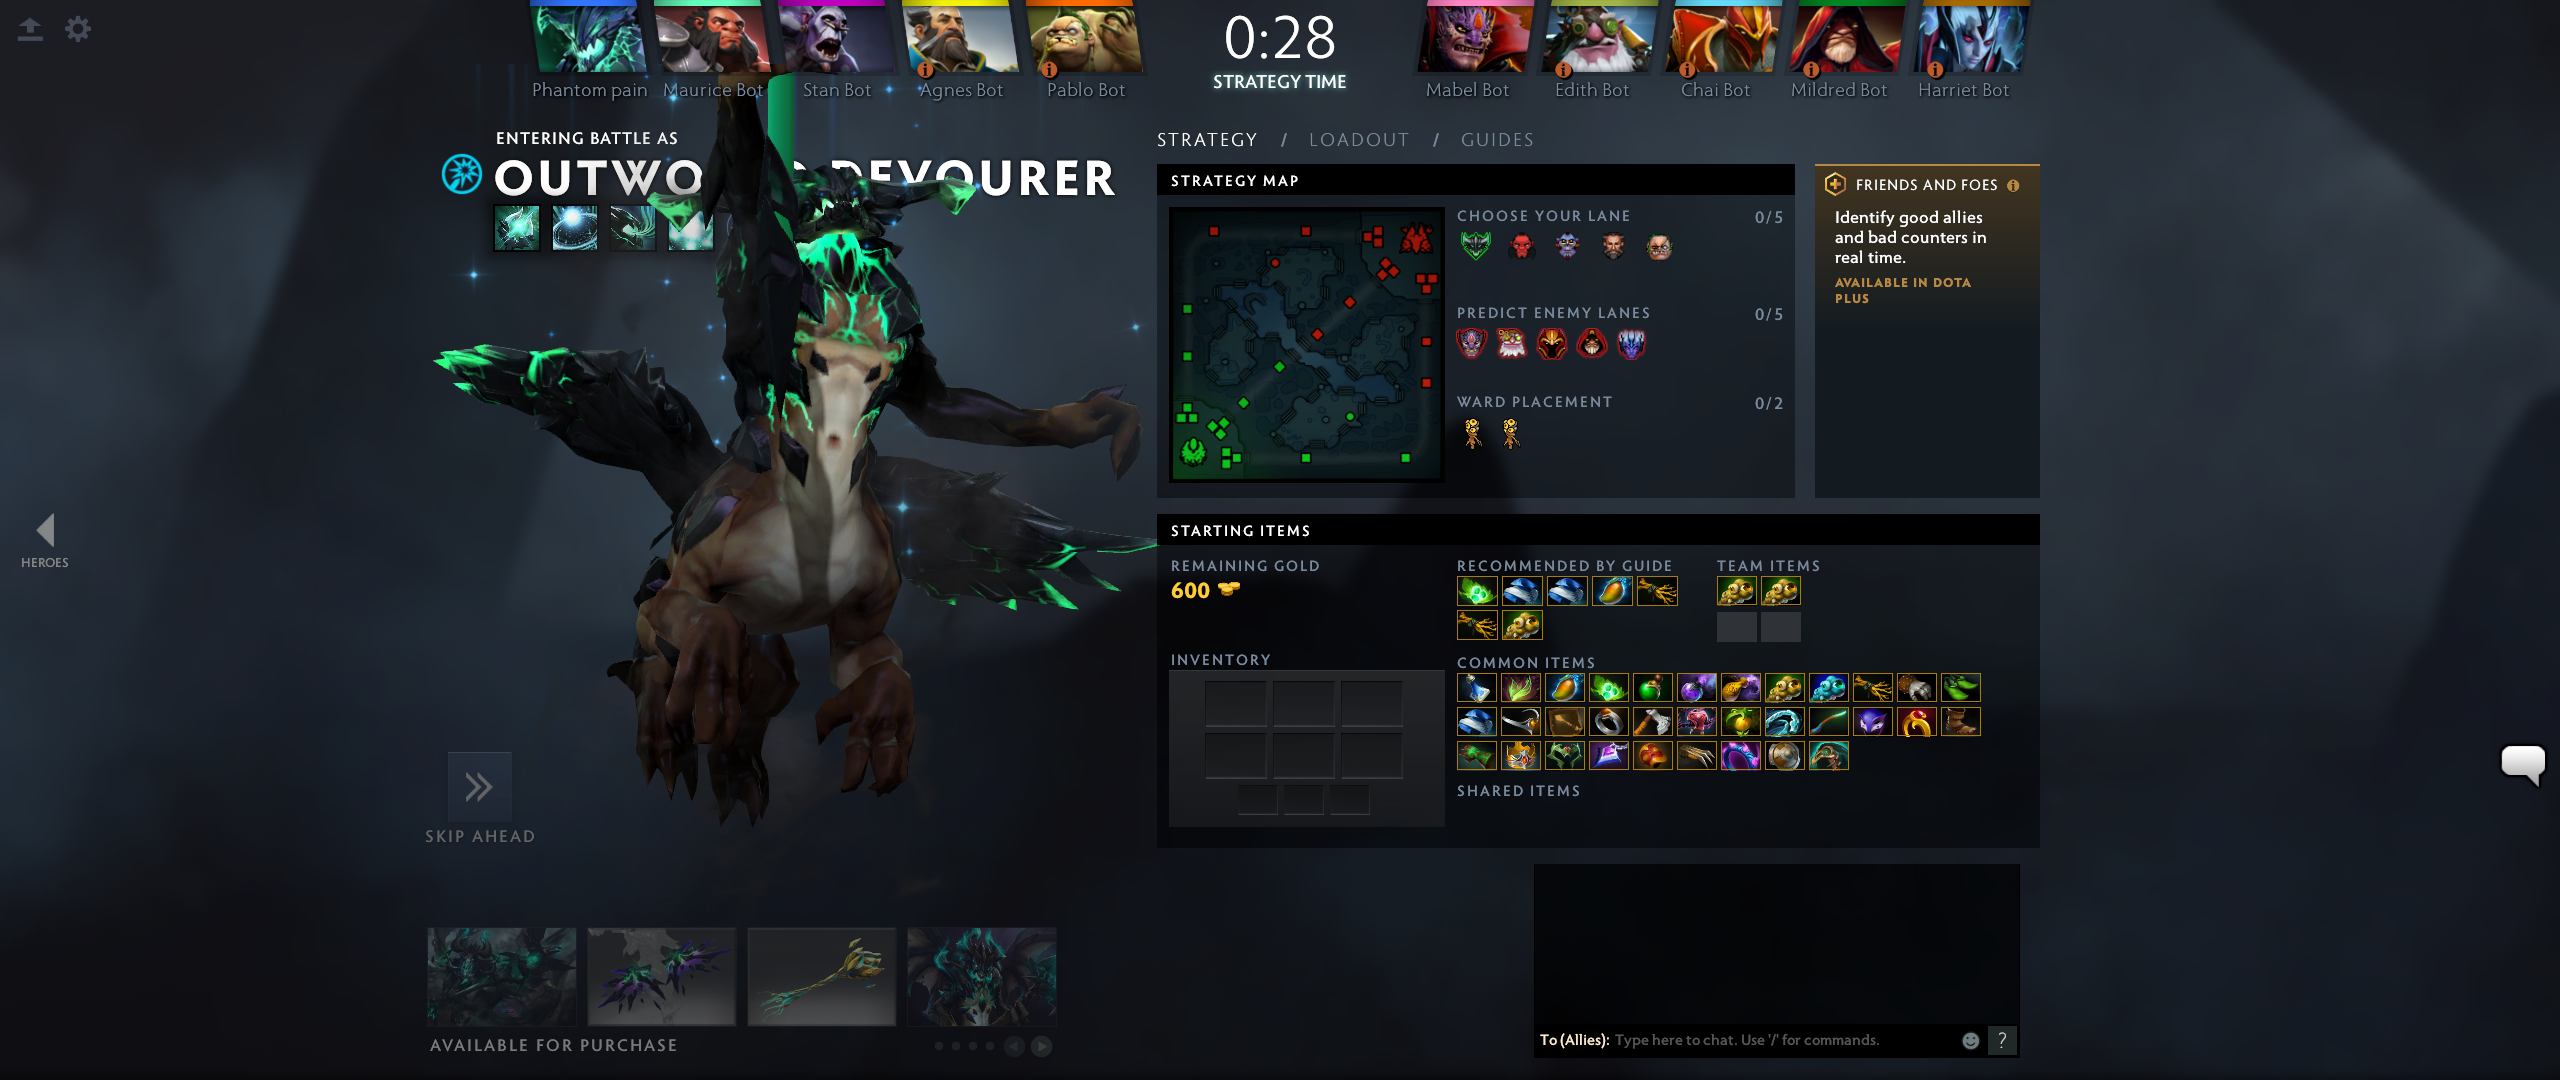 0:28
STRATEGY TIME
Phantom pain
Maurice Bot
Stan Bot
Agnes Bot
Pablo Bot
Mabel Bot
Edith Bot
Chai Bot
Mildred Bot
Harriet Bot
ENTERING BATTLE AS
OUTWO DEVOURER
STRATEGY / LOADOUT / GUIDES
STRATEGY MAP
CHOOSE YOUR LANE 0/5
PREDICT ENEMY LANES 0/5
WARD PLACEMENT 0/2
FRIENDS AND FOES
Identify good allies
and bad counters in
real time.
AVAILABLE IN DOTA
PLUS
HEROES
STARTING ITEMS
REMAINING GOLD
600
RECOMMENDED BY GUIDE
TEAM ITEMS
INVENTORY
COMMON ITEMS
SHARED ITEMS
SKIP AHEAD
AVAILABLE FOR PURCHASE
To (Allies): Type here to chat. Use '/' for commands.
?